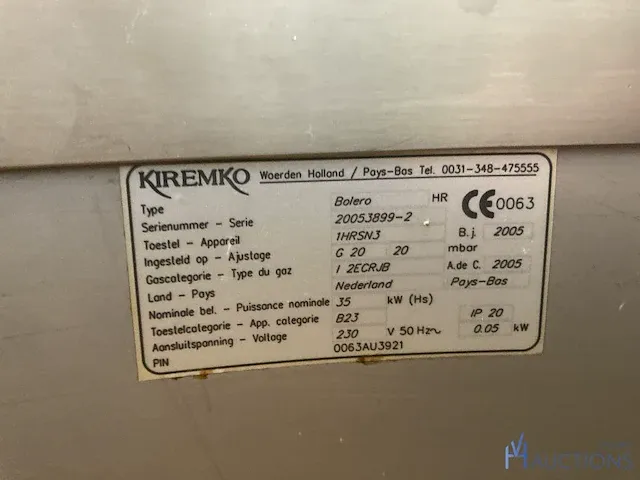 KIREMKO Woerden Holland / Pays-Bas Tel. 0031-348-475555
Type Bolero HR CE 0063
Serienummer - Serie 20053899-2
Toestel - Appareil 1HRSN3 B.j. 2005
Ingesteld op - Ajustage G 20 20 mbar
Gascategorie - Type du gaz I 2ECRJB A.de C. 2005
Land - Pays Nederland Pays-Bas
Nominale bel. - Puissance nominale 35 kW (Hs)
Toestelcategorie - App. categorie B23 IP 20
Aansluitspanning - Voltage 230 V 50 Hz~ 0.05 kW
PIN 0063AU3921
AUCTIONS